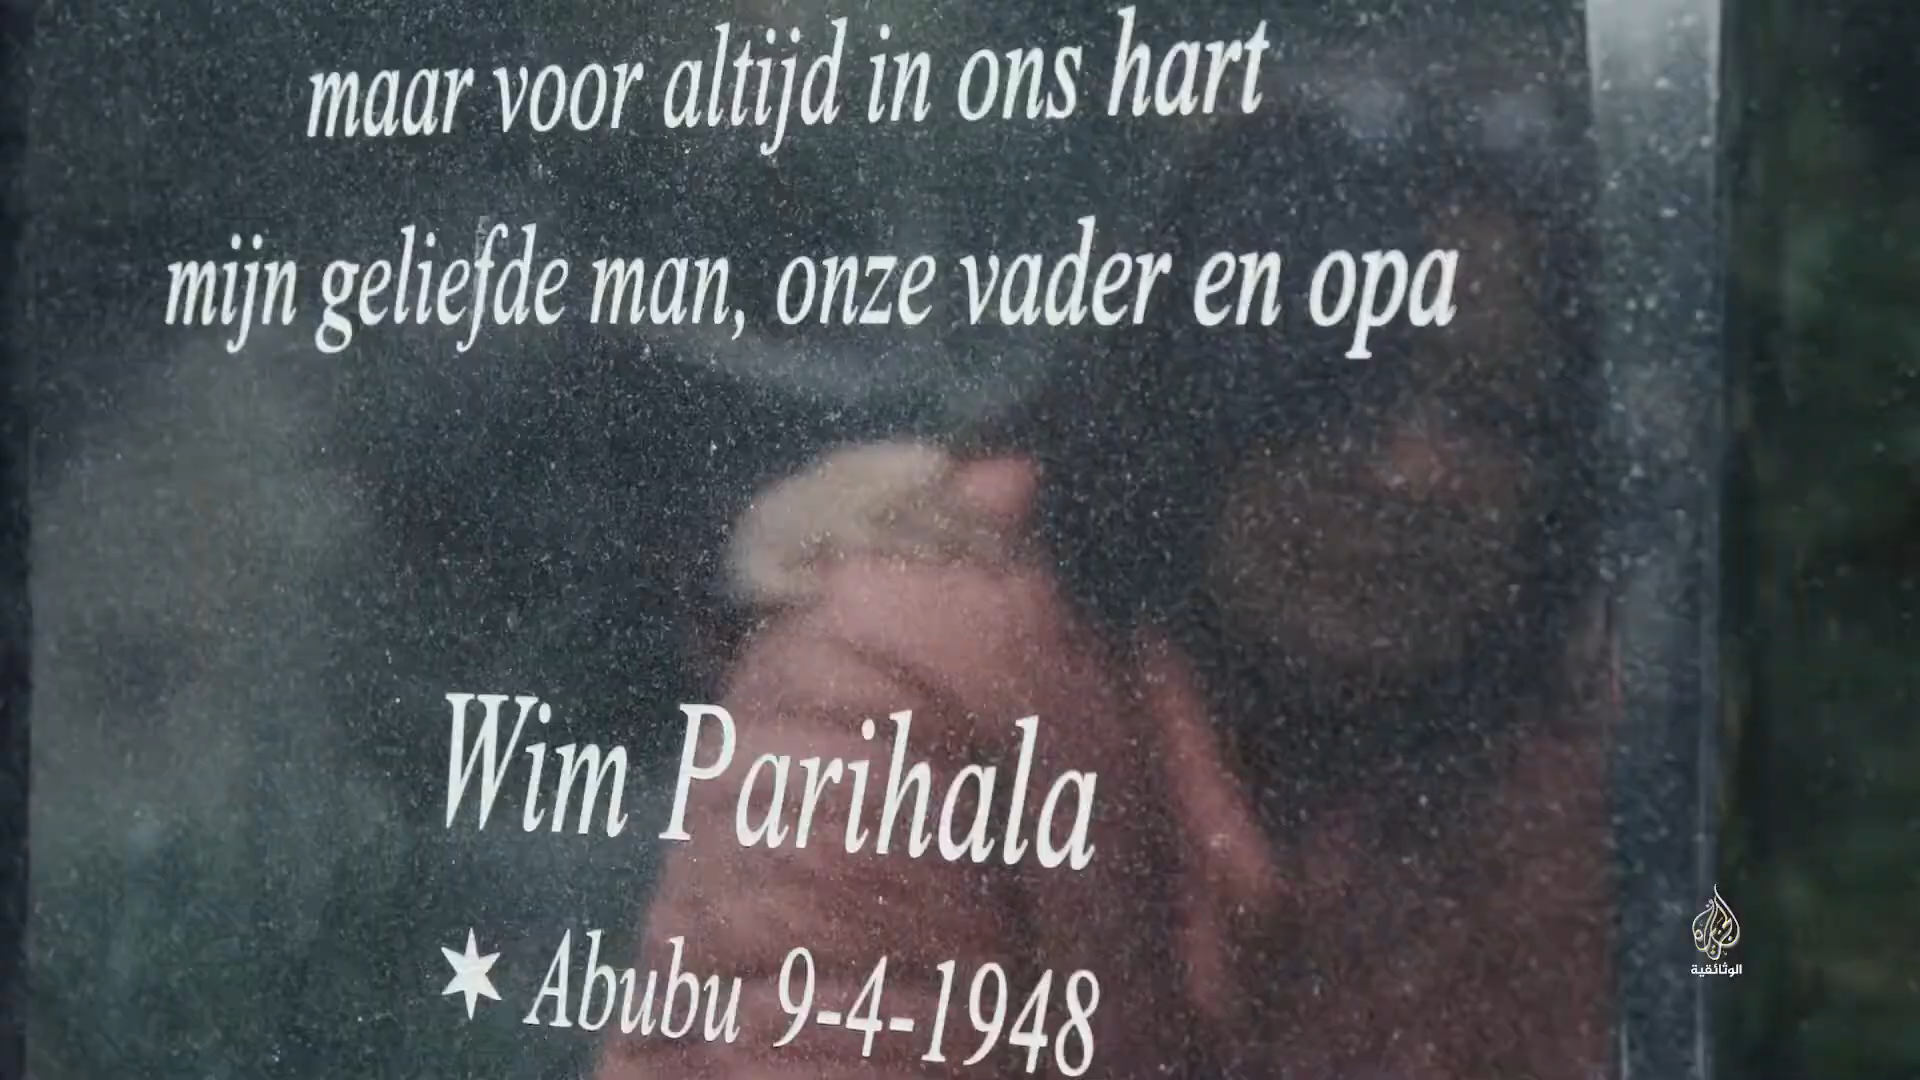 maar voor altijd in ons hart
mijn geliefde man, onze vader en opa
Wim Parihala
✶ Abubu 9-4-1948
الوثائقية